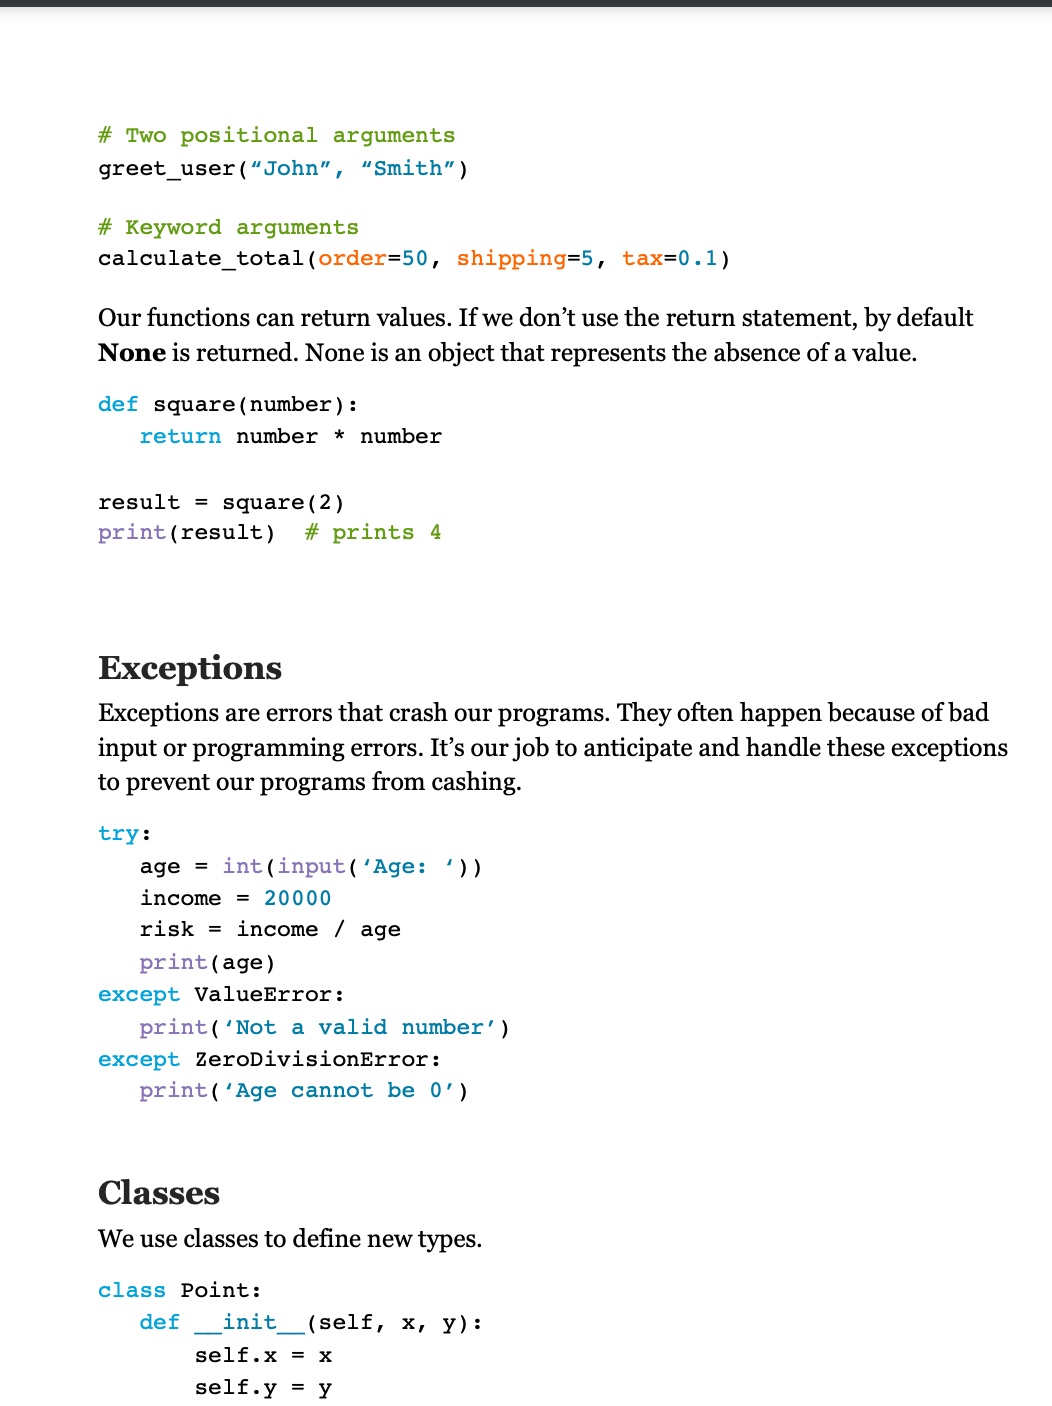 # Two positional arguments
greet_user(“John”, “Smith”)
# Keyword arguments
calculate_total(order=50, shipping=5, tax=0.1)
Our functions can return values. If we don’t use the return statement, by default
None is returned. None is an object that represents the absence of a value.
def square(number):
return number * number
result = square(2)
print(result)  # prints 4
Exceptions
Exceptions are errors that crash our programs. They often happen because of bad
input or programming errors. It’s our job to anticipate and handle these exceptions
to prevent our programs from cashing.
try:
age = int(input(‘Age: ‘))
income = 20000
risk = income / age
print(age)
except ValueError:
print(‘Not a valid number’)
except ZeroDivisionError:
print(‘Age cannot be 0’)
Classes
We use classes to define new types.
class Point:
def __init__(self, x, y):
self.x = x
self.y = y